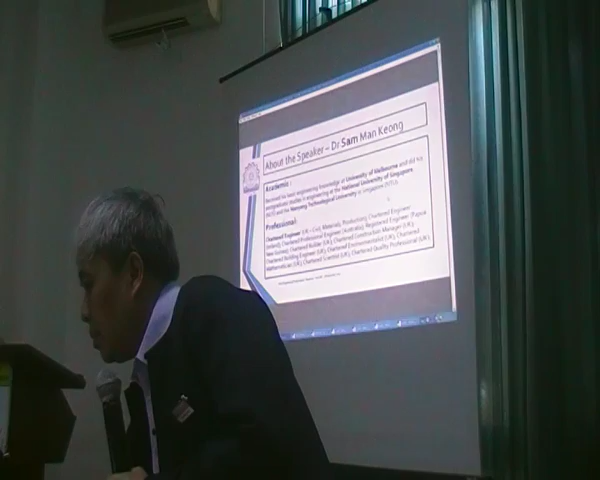 About the Speaker – Dr Sam Man Keong
Academic :
Received his basic engineering knowledge at University of Melbourne and did his
postgraduate studies in engineering at the National University of Singapore
(NUS) and the Nanyang Technological University in Singapore (NTU).
Professional:
Chartered Engineer (UK – Civil, Materials, Production), Chartered Engineer
(Ireland), Chartered Professional Engineer (Australia), Registered Engineer (Papua
New Guinea), Chartered Builder (UK), Chartered Construction Manager (UK),
Chartered Building Engineer (UK), Chartered Environmentalist (UK), Chartered
Mathematician (UK), Chartered Scientist (UK), Chartered Quality Professional (UK)